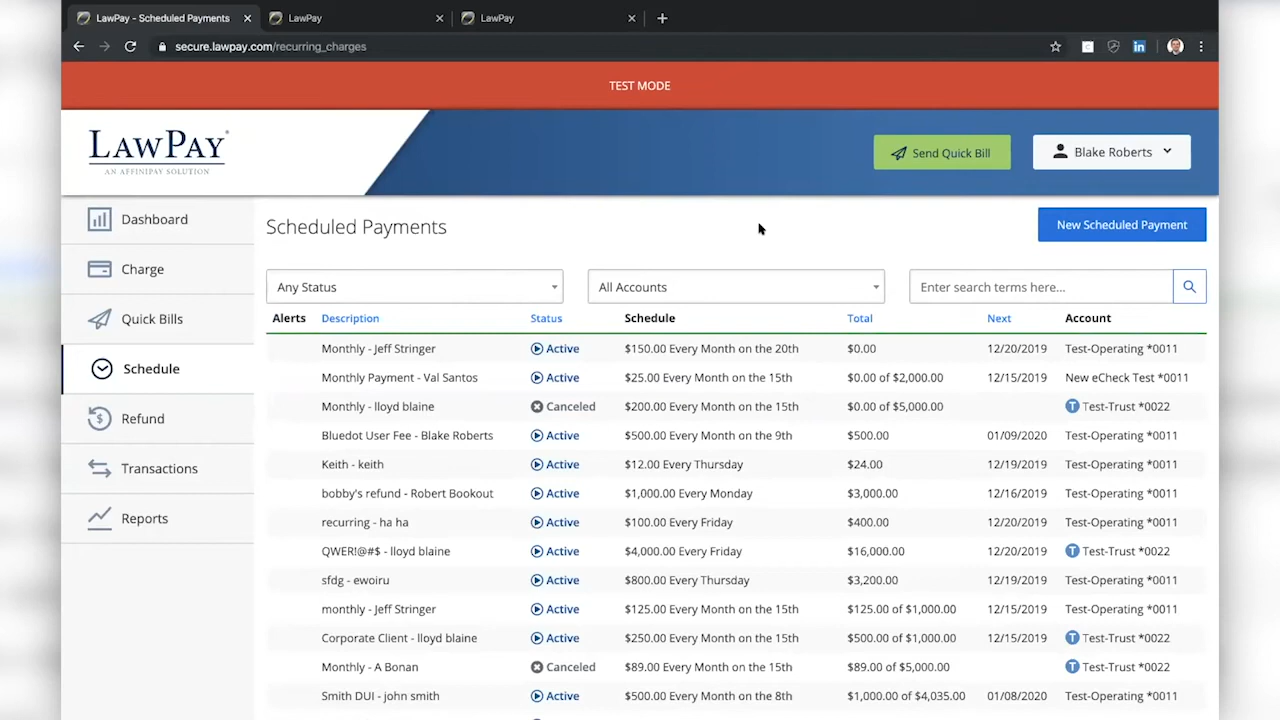 LawPay - Scheduled Payments
LawPay
LawPay
secure.lawpay.com/recurring_charges
TEST MODE
LAWPAY®
AN AFFINIPAY SOLUTION
Send Quick Bill
Blake Roberts
Dashboard
Charge
Quick Bills
Schedule
Refund
Transactions
Reports
Scheduled Payments
New Scheduled Payment
Any Status
All Accounts
Enter search terms here...
Alerts Description Status Schedule Total Next Account
Monthly - Jeff Stringer Active $150.00 Every Month on the 20th $0.00 12/20/2019 Test-Operating *0011
Monthly Payment - Val Santos Active $25.00 Every Month on the 15th $0.00 of $2,000.00 12/15/2019 New eCheck Test *0011
Monthly - lloyd blaine Canceled $200.00 Every Month on the 15th $0.00 of $5,000.00 T Test-Trust *0022
Bluedot User Fee - Blake Roberts Active $500.00 Every Month on the 9th $500.00 01/09/2020 Test-Operating *0011
Keith - keith Active $12.00 Every Thursday $24.00 12/19/2019 Test-Operating *0011
bobby's refund - Robert Bookout Active $1,000.00 Every Monday $3,000.00 12/16/2019 Test-Operating *0011
recurring - ha ha Active $100.00 Every Friday $400.00 12/20/2019 Test-Operating *0011
QWER!@#$ - lloyd blaine Active $4,000.00 Every Friday $16,000.00 12/20/2019 T Test-Trust *0022
sfdg - ewoiru Active $800.00 Every Thursday $3,200.00 12/19/2019 Test-Operating *0011
monthly - Jeff Stringer Active $125.00 Every Month on the 15th $125.00 of $1,000.00 12/15/2019 Test-Operating *0011
Corporate Client - lloyd blaine Active $250.00 Every Month on the 15th $500.00 of $1,000.00 12/15/2019 T Test-Trust *0022
Monthly - A Bonan Canceled $89.00 Every Month on the 15th $89.00 of $5,000.00 T Test-Trust *0022
Smith DUI - john smith Active $500.00 Every Month on the 8th $1,000.00 of $4,035.00 01/08/2020 Test-Operating *0011